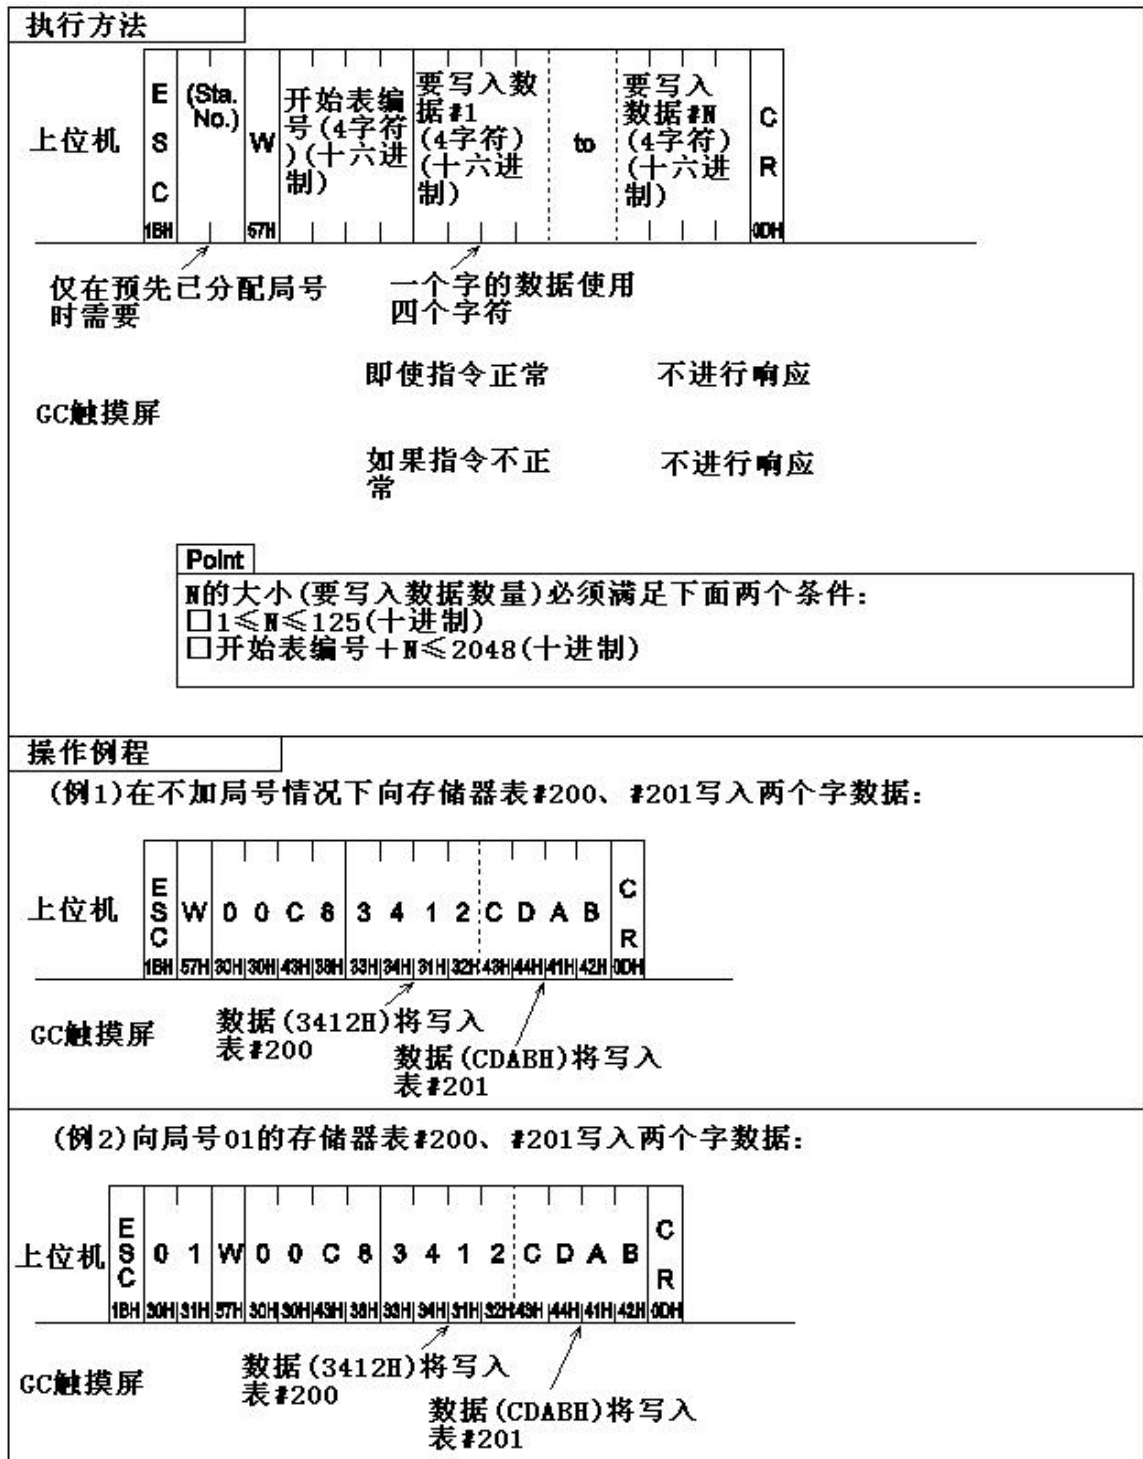 执行方法
上位机
E S C
(Sta.
No.)
W
开始表编
号(4字符
)(十六进
制)
要写入数
据#1
(4字符)
(十六进
制)
to
要写入
数据#N
(4字符)
(十六进
制)
C R
1BH 57H 0DH
仅在预先已分配局号
时需要
一个字的数据使用
四个字符
即使指令正常 不进行响应
GC触摸屏
如果指令不正
常
不进行响应
Point
N的大小(要写入数据数量)必须满足下面两个条件:
□1≤N≤125(十进制)
□开始表编号+N≤2048(十进制)
操作例程
(例1)在不加局号情况下向存储器表#200、#201写入两个字数据:
上位机 ESC W 0 0 C 8 3 4 1 2 C D A B C R
1BH 57H 30H 30H 43H 38H 33H 34H 31H 32H 43H 44H 41H 42H 0DH
GC触摸屏
数据(3412H)将写入
表#200
数据(CDABH)将写入
表#201
(例2)向局号01的存储器表#200、#201写入两个字数据:
上位机 ESC 0 1 W 0 0 C 8 3 4 1 2 C D A B C R
1BH 30H 31H 57H 30H 30H 43H 38H 33H 34H 31H 32H 43H 44H 41H 42H 0DH
GC触摸屏
数据(3412H)将写入
表#200
数据(CDABH)将写入
表#201